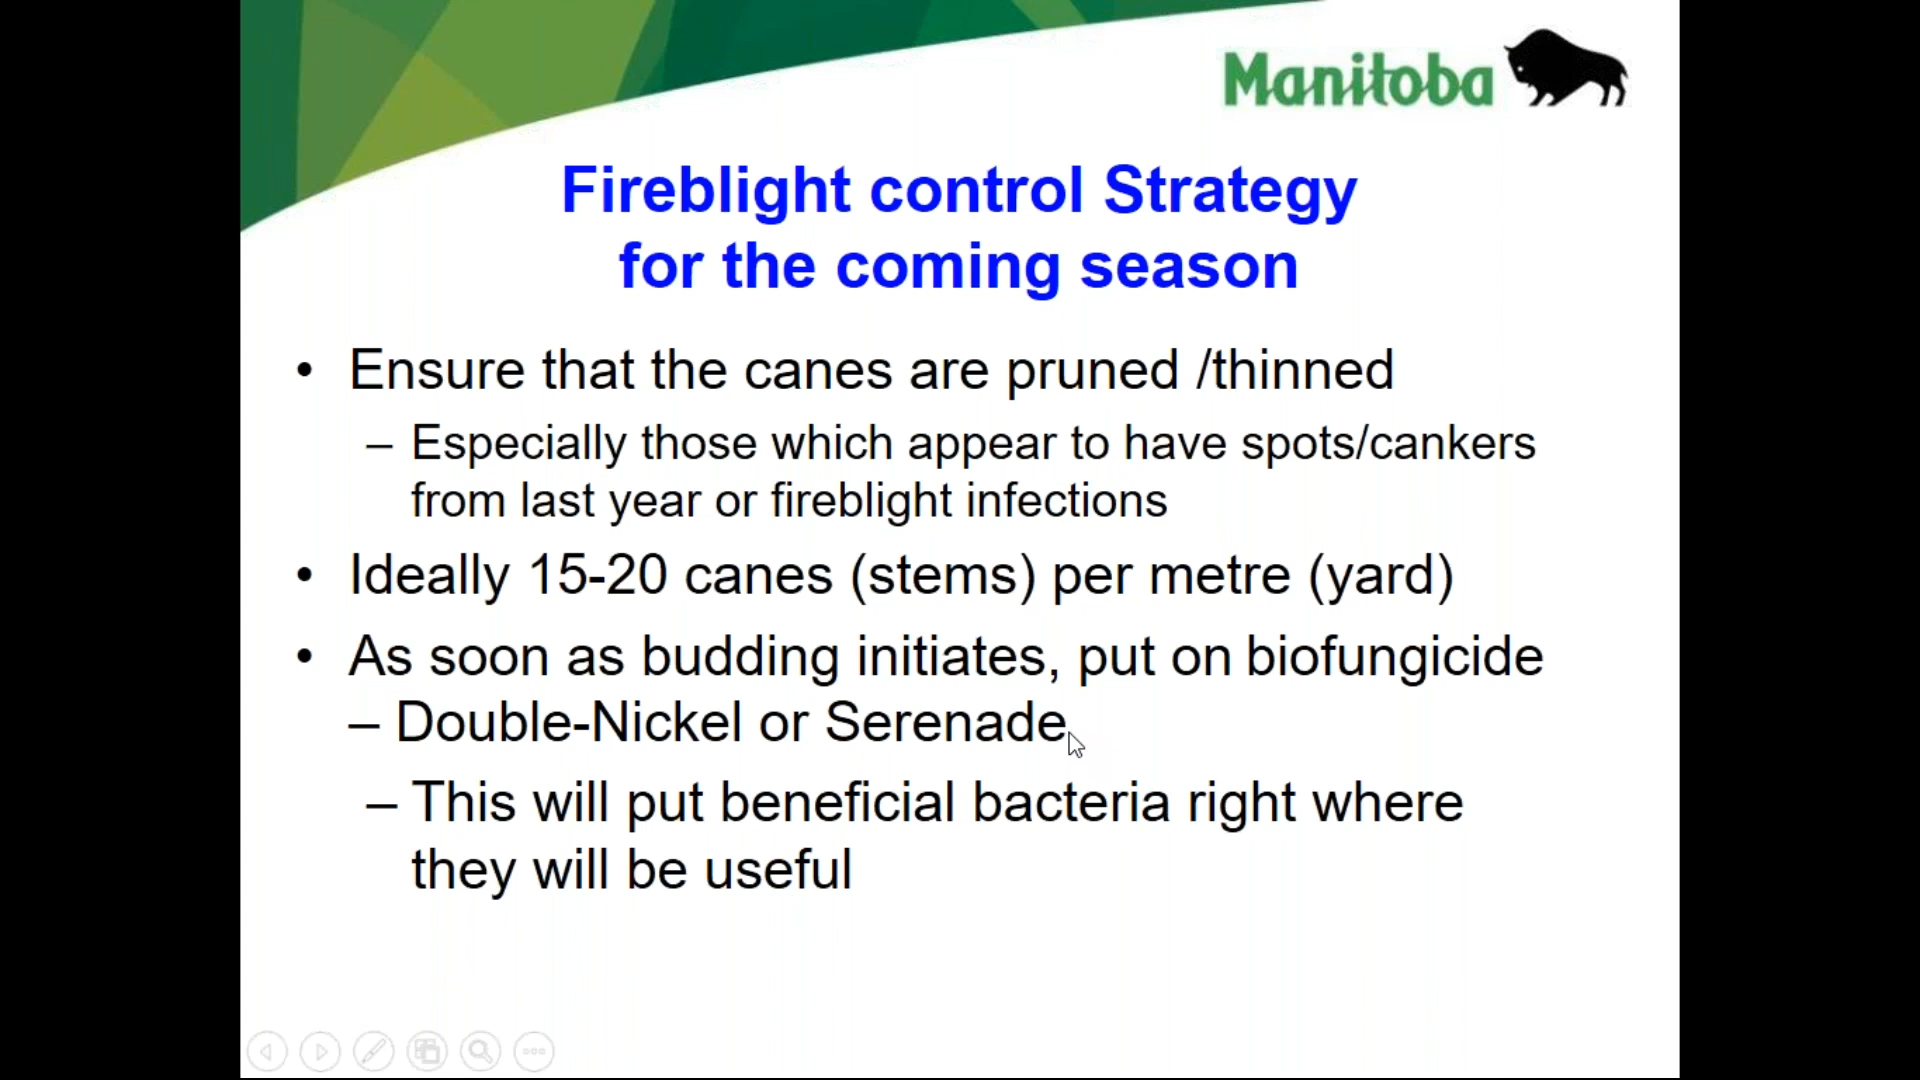 Manitoba
Fireblight control Strategy
for the coming season
• Ensure that the canes are pruned /thinned
– Especially those which appear to have spots/cankers
from last year or fireblight infections
• Ideally 15-20 canes (stems) per metre (yard)
• As soon as budding initiates, put on biofungicide
– Double-Nickel or Serenade
– This will put beneficial bacteria right where
they will be useful